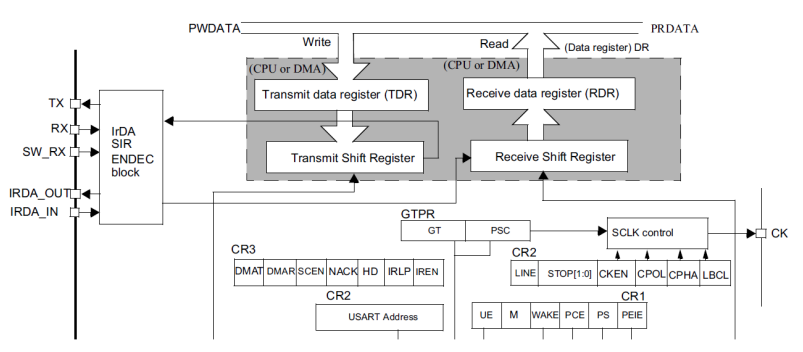 PWDATA
PRDATA
Write
Read
(Data register) DR
(CPU or DMA)
(CPU or DMA)
TX
Transmit data register (TDR)
Receive data register (RDR)
RX
IrDA
SIR
ENDEC
block
SW_RX
Transmit Shift Register
Receive Shift Register
IRDA_OUT
IRDA_IN
GTPR
GT
PSC
SCLK control
CK
CR3
CR2
DMAT DMAR SCEN NACK HD IRLP IREN
LINE STOP[1:0] CKEN CPOL CPHA LBCL
CR2
CR1
USART Address
UE M WAKE PCE PS PEIE